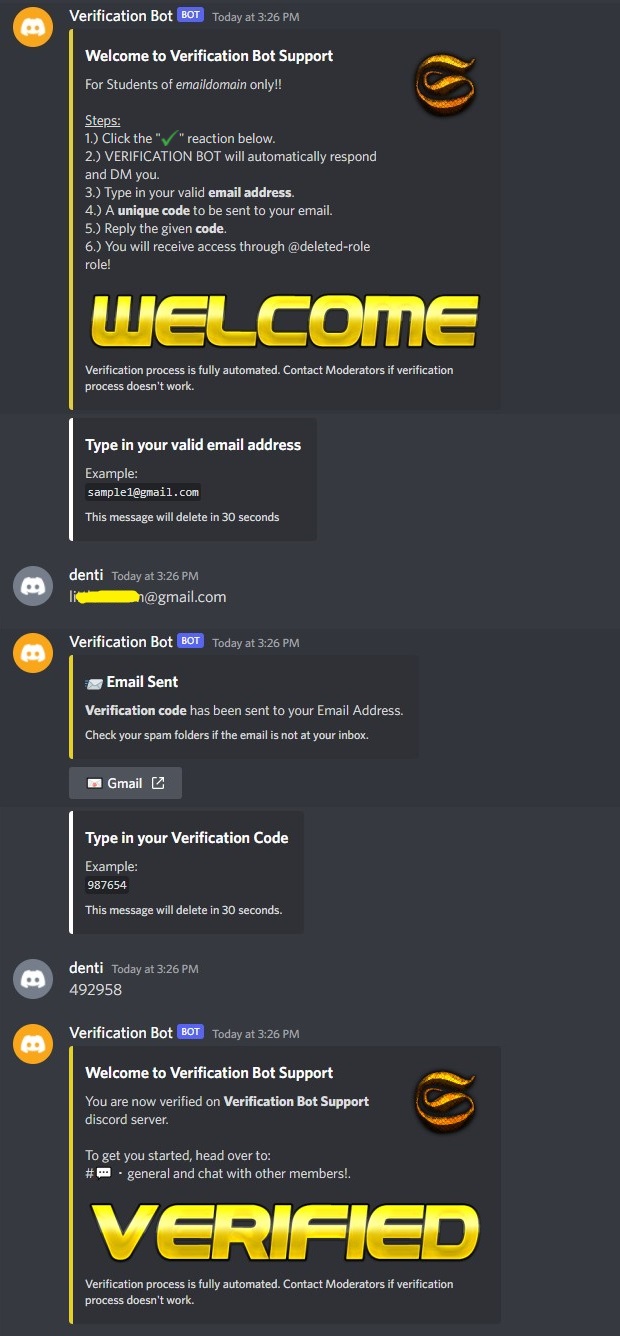 Verification Bot BOT Today at 3:26 PM
Welcome to Verification Bot Support
For Students of emaildomain only!!
Steps:
1.) Click the "✓" reaction below.
2.) VERIFICATION BOT will automatically respond
and DM you.
3.) Type in your valid email address.
4.) A unique code to be sent to your email.
5.) Reply the given code.
6.) You will receive access through @deleted-role
role!
WELCOME
Verification process is fully automated. Contact Moderators if verification
process doesn't work.
Type in your valid email address
Example:
sample1@gmail.com
This message will delete in 30 seconds
denti Today at 3:26 PM
@gmail.com
Verification Bot BOT Today at 3:26 PM
📨 Email Sent
Verification code has been sent to your Email Address.
Check your spam folders if the email is not at your inbox.
Gmail
Type in your Verification Code
Example:
987654
This message will delete in 30 seconds.
denti Today at 3:26 PM
492958
Verification Bot BOT Today at 3:26 PM
Welcome to Verification Bot Support
You are now verified on Verification Bot Support
discord server.
To get you started, head over to:
#💬・general and chat with other members!.
VERIFIED
Verification process is fully automated. Contact Moderators if verification
process doesn't work.